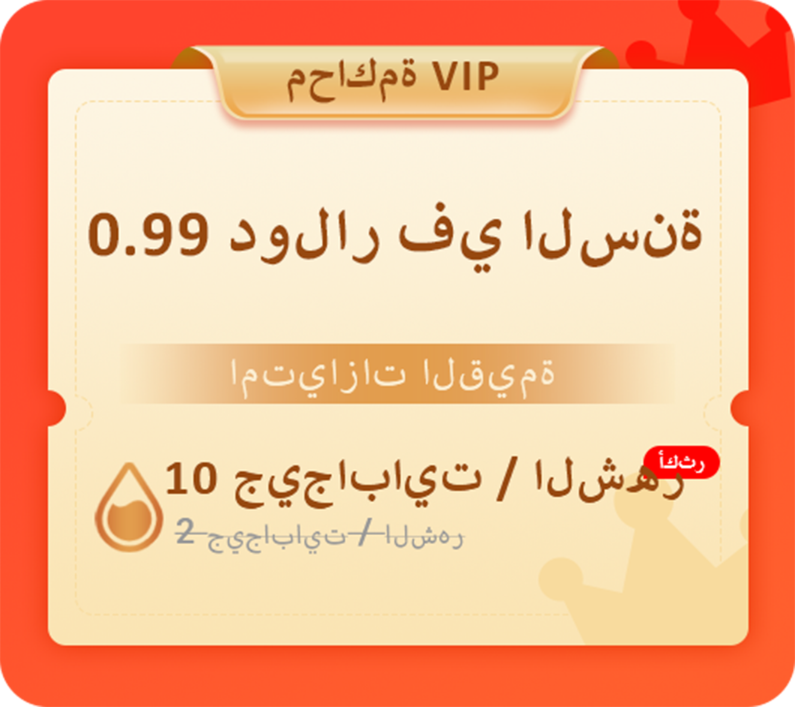 محاكمة VIP
0.99 دولار في السنة
امتيازات القيمة
أكثر
10 جيجابايت / الشهر
2 جيجابايت / الشهر